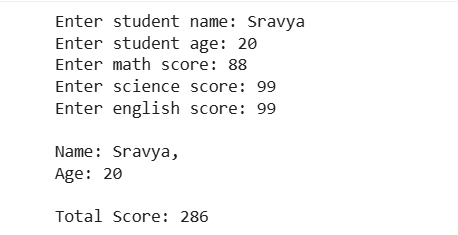 Enter student name: Sravya
Enter student age: 20
Enter math score: 88
Enter science score: 99
Enter english score: 99
Name: Sravya,
Age: 20
Total Score: 286